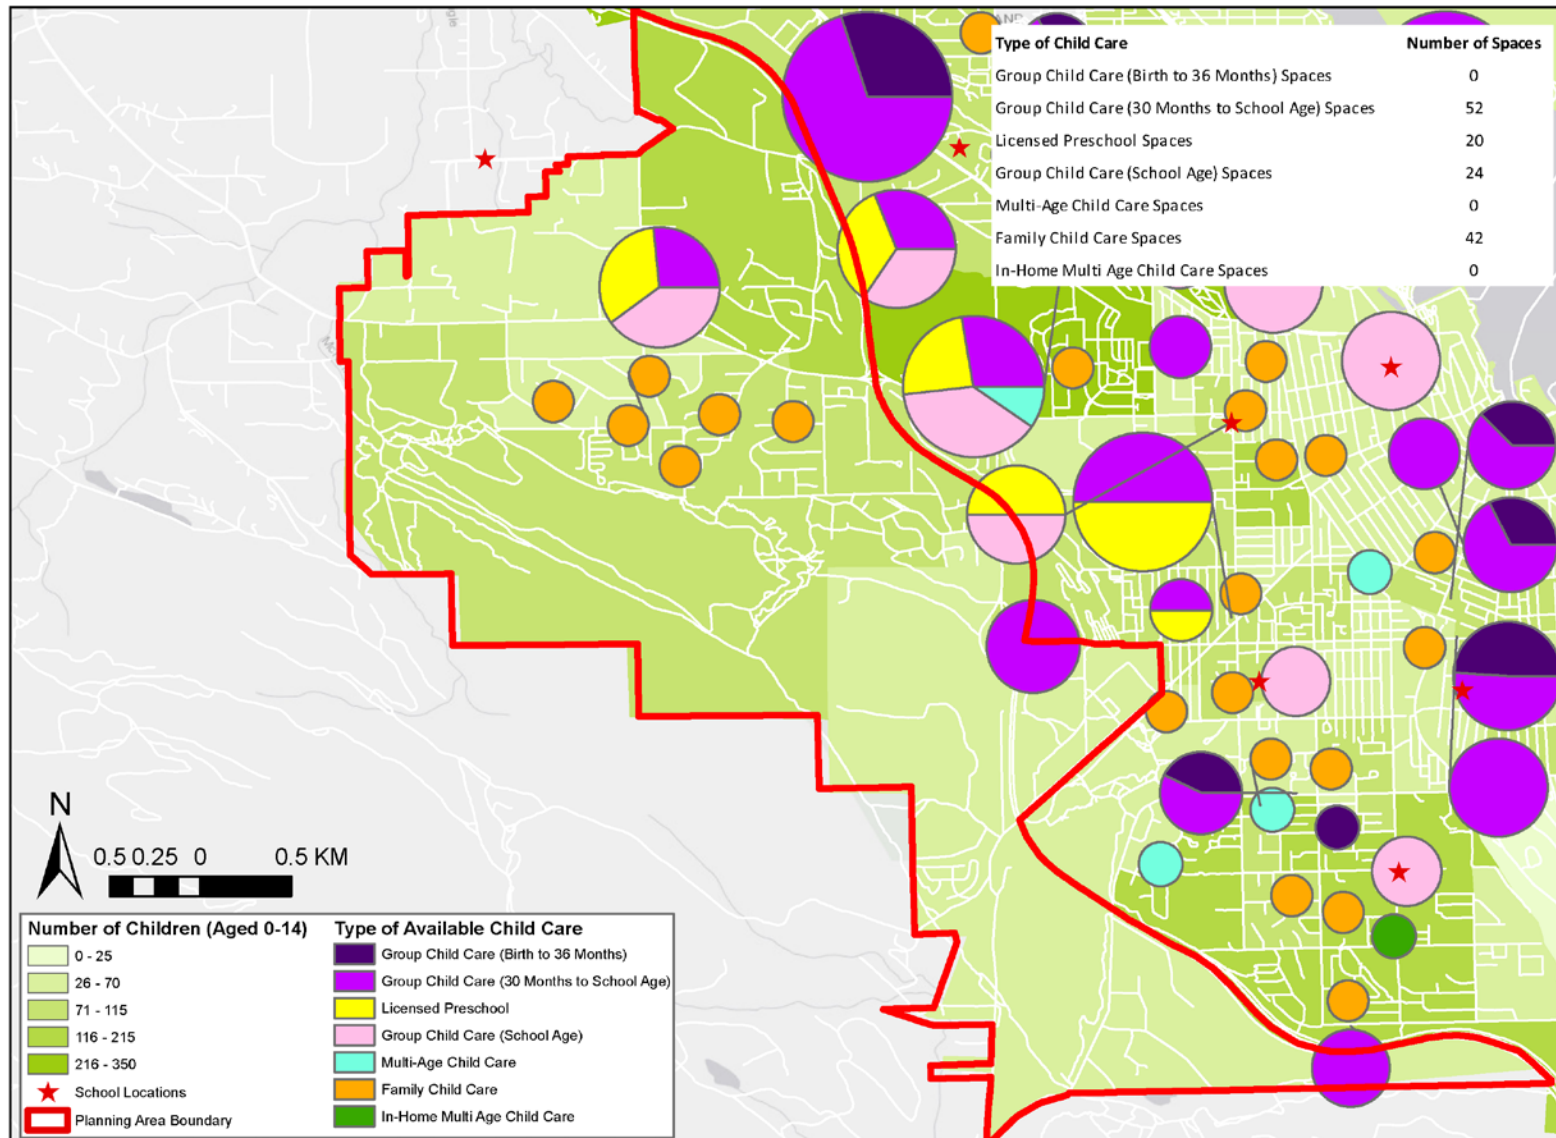 AND
Type of Child Care Number of Spaces
Group Child Care (Birth to 36 Months) Spaces 0
Group Child Care (30 Months to School Age) Spaces 52
Licensed Preschool Spaces 20
Group Child Care (School Age) Spaces 24
Multi-Age Child Care Spaces 0
Family Child Care Spaces 42
In-Home Multi Age Child Care Spaces 0
N
0.5 0.25 0 0.5 KM
Number of Children (Aged 0-14)
0 - 25
26 - 70
71 - 115
116 - 215
216 - 350
School Locations
Planning Area Boundary
Type of Available Child Care
Group Child Care (Birth to 36 Months)
Group Child Care (30 Months to School Age)
Licensed Preschool
Group Child Care (School Age)
Multi-Age Child Care
Family Child Care
In-Home Multi Age Child Care